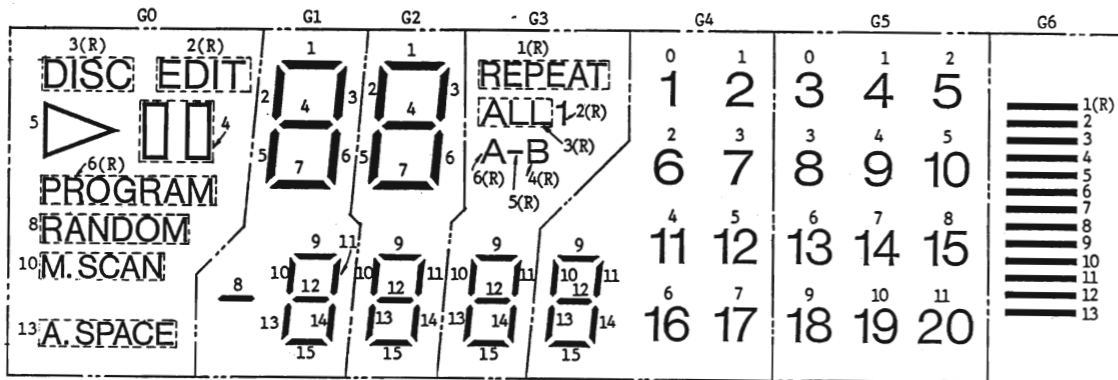 G0 G1 G2 G3 G4 G5 G6
3(R) 2(R) 1 1 1(R) 0 1 0 1 2
DISC EDIT REPEAT 1 2 3 4 5
2 3 2 3
4 4 ALL 1 2(R) 1(R)
5 4 3(R) 2
2 3 3 4 5 3
5 6 5 6 A-B 6 7 8 9 10 4
7 7 6(R) 4(R) 5
6(R) 5(R) 6
PROGRAM 7
8 RANDOM 4 5 6 7 8 8
9 11 9 9 9 11 12 13 14 15 9
10 M. SCAN 10 10 11 10 11 10 11 10
8 12 12 12 12 11
6 7 9 10 11 12
13 A. SPACE 13 14 13 14 13 14 13 14 16 17 18 19 20 13
15 15 15 15